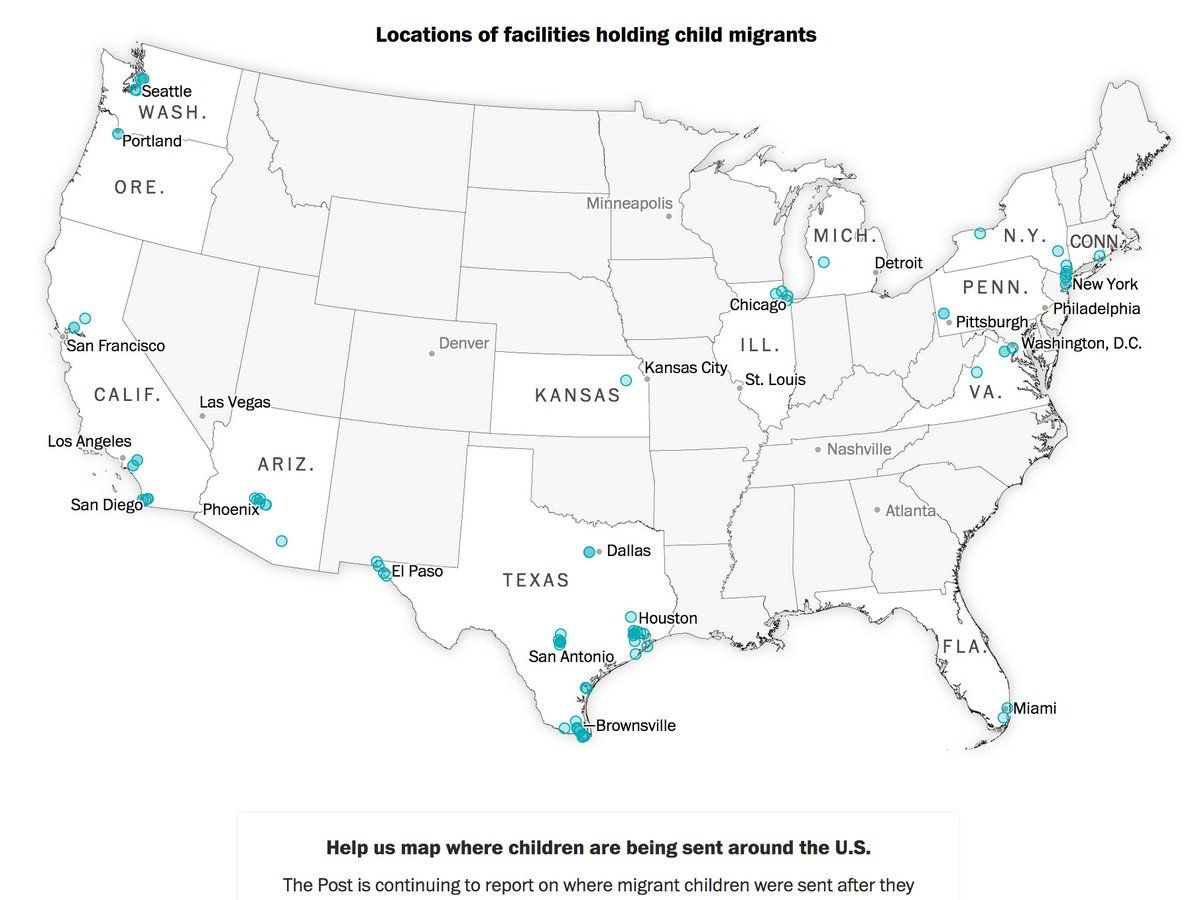 Locations of facilities holding child migrants
Seattle
WASH.
Portland
ORE.
Minneapolis
MICH.
N.Y.
CONN.
Detroit
PENN.
New York
Chicago
Philadelphia
Pittsburgh
San Francisco
Denver
ILL.
Washington, D.C.
Kansas City
St. Louis
CALIF.
KANSAS
VA.
Las Vegas
Los Angeles
Nashville
ARIZ.
San Diego
Phoenix
Atlanta
Dallas
El Paso
TEXAS
Houston
San Antonio
FLA.
Miami
Brownsville
Help us map where children are being sent around the U.S.
The Post is continuing to report on where migrant children were sent after they